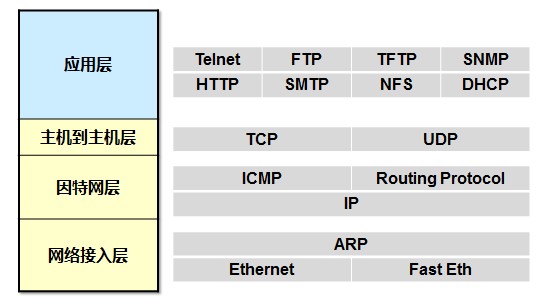 应用层
Telnet FTP TFTP SNMP
HTTP SMTP NFS DHCP
主机到主机层
TCP UDP
因特网层
ICMP Routing Protocol
IP
网络接入层
ARP
Ethernet Fast Eth